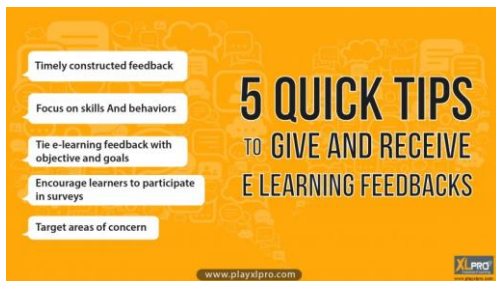 Timely constructed feedback
Focus on skills And behaviors
Tie e-learning feedback with
objective and goals
Encourage learners to participate
in surveys
Target areas of concern
5 QUICK TIPS
TO GIVE AND RECEIVE
E LEARNING FEEDBACKS
www.playxlpro.com
XLPRO